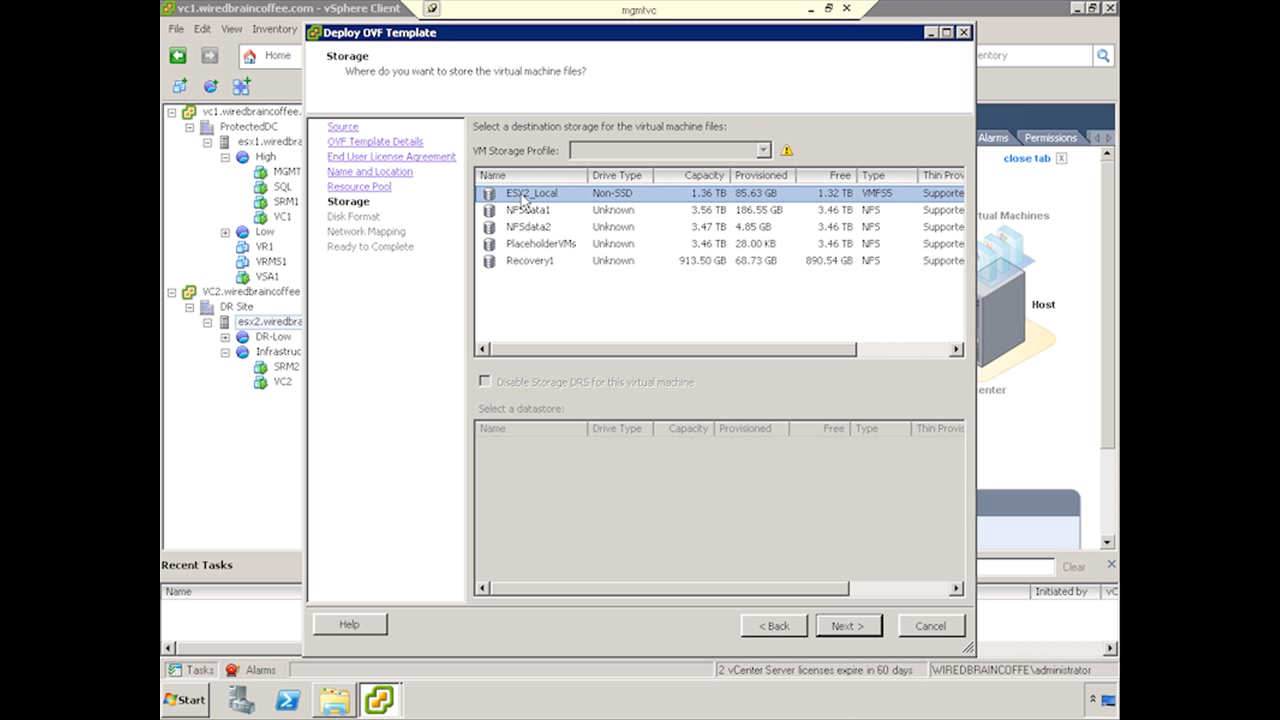 vc1.wiredbraincoffee.com - vSphere Client
mgmtvc
File Edit View Inventory
Deploy OVF Template
Storage
Where do you want to store the virtual machine files?
Home
entory
vc1.wiredbraincoffee.
ProtectedDC
esx1.wiredbra
High
MGMT
SQL
SRM1
VC1
Low
VR1
VRMS1
VSA1
VC2.wiredbraincoffee
DR Site
esx2.wiredbra
DR-Low
Infrastruc
SRM2
VC2
Source
OVF Template Details
End User License Agreement
Name and Location
Resource Pool
Storage
Disk Format
Network Mapping
Ready to Complete
Select a destination storage for the virtual machine files:
VM Storage Profile:
Name Drive Type Capacity Provisioned Free Type Thin Prov
ESX2_Local Non-SSD 1.36 TB 85.63 GB 1.32 TB VMFS5 Supporte
NFSdata1 Unknown 3.56 TB 186.55 GB 3.46 TB NFS Supporte
NFSdata2 Unknown 3.47 TB 4.85 GB 3.46 TB NFS Supporte
PlaceholderVMs Unknown 3.46 TB 28.00 KB 3.46 TB NFS Supporte
Recovery1 Unknown 913.50 GB 68.73 GB 890.54 GB NFS Supporte
Disable Storage DRS for this virtual machine
Select a datastore:
Name Drive Type Capacity Provisioned Free Type Thin Provis
Help < Back Next > Cancel
Alarms Permissions
close tab X
tual Machines
Host
enter
Recent Tasks
Clear
Name Initiated by vC
Tasks Alarms 2 vCenter Server licenses expire in 60 days WIREDBRAINCOFFE\administrator
Start